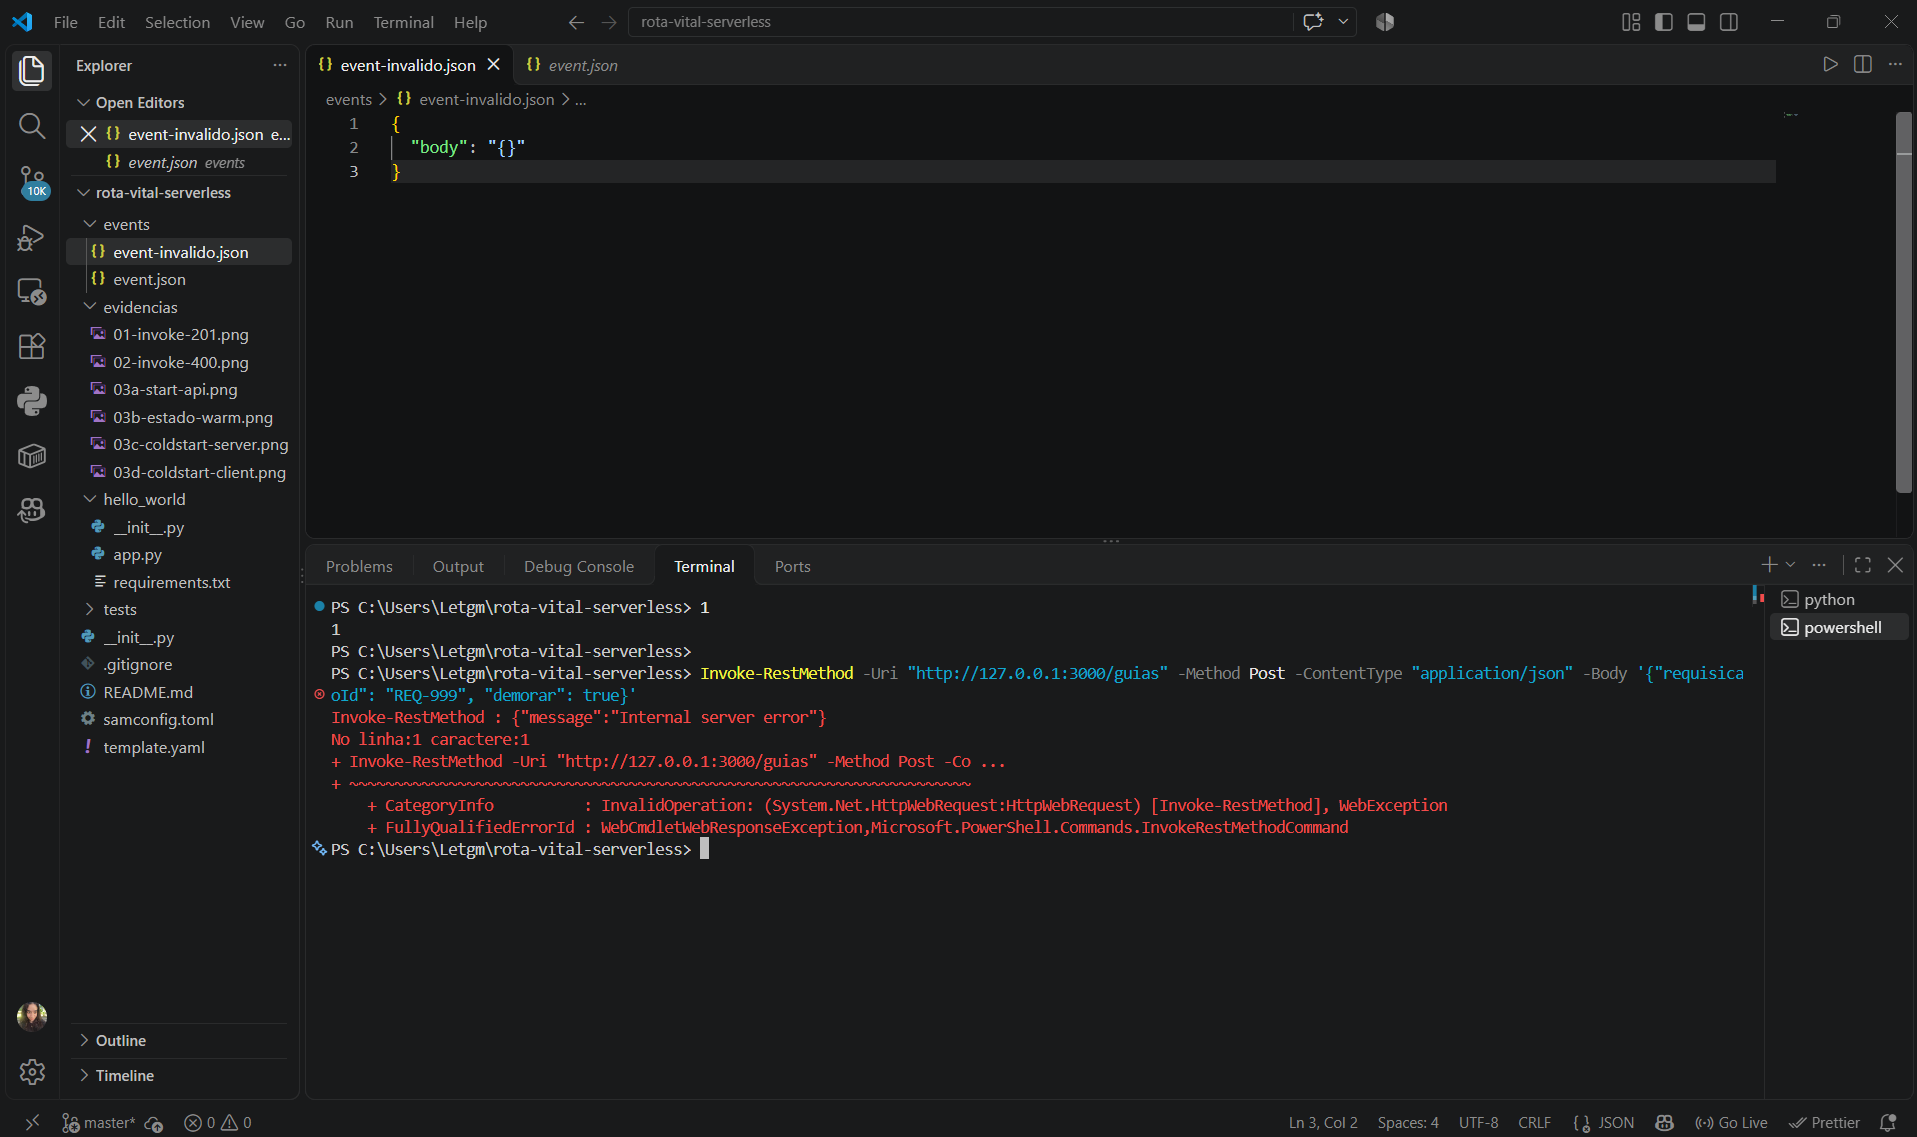 File Edit Selection View Go Run Terminal Help
rota-vital-serverless
Explorer
Open Editors
event-invalido.json e...
event.json events
rota-vital-serverless
events
event-invalido.json
event.json
evidencias
01-invoke-201.png
02-invoke-400.png
03a-start-api.png
03b-estado-warm.png
03c-coldstart-server.png
03d-coldstart-client.png
hello_world
__init__.py
app.py
requirements.txt
tests
__init__.py
.gitignore
README.md
samconfig.toml
template.yaml
Outline
Timeline
10K
event-invalido.json
event.json
events > {} event-invalido.json > ...
1 {
2 "body": "{}"
3 }
Problems Output Debug Console Terminal Ports
PS C:\Users\Letgm\rota-vital-serverless> 1
1
PS C:\Users\Letgm\rota-vital-serverless>
PS C:\Users\Letgm\rota-vital-serverless> Invoke-RestMethod -Uri "http://127.0.0.1:3000/guias" -Method Post -ContentType "application/json" -Body '{"requisica
oId": "REQ-999", "demorar": true}'
Invoke-RestMethod : {"message":"Internal server error"}
No linha:1 caractere:1
+ Invoke-RestMethod -Uri "http://127.0.0.1:3000/guias" -Method Post -Co ...
+ ~~~~~~~~~~~~~~~~~~~~~~~~~~~~~~~~~~~~~~~~~~~~~~~~~~~~~~~~~~~~~~~~~~~~~
+ CategoryInfo : InvalidOperation: (System.Net.HttpWebRequest:HttpWebRequest) [Invoke-RestMethod], WebException
+ FullyQualifiedErrorId : WebCmdletWebResponseException,Microsoft.PowerShell.Commands.InvokeRestMethodCommand
PS C:\Users\Letgm\rota-vital-serverless>
python
powershell
master* 0 0
Ln 3, Col 2 Spaces: 4 UTF-8 CRLF {} JSON Go Live Prettier